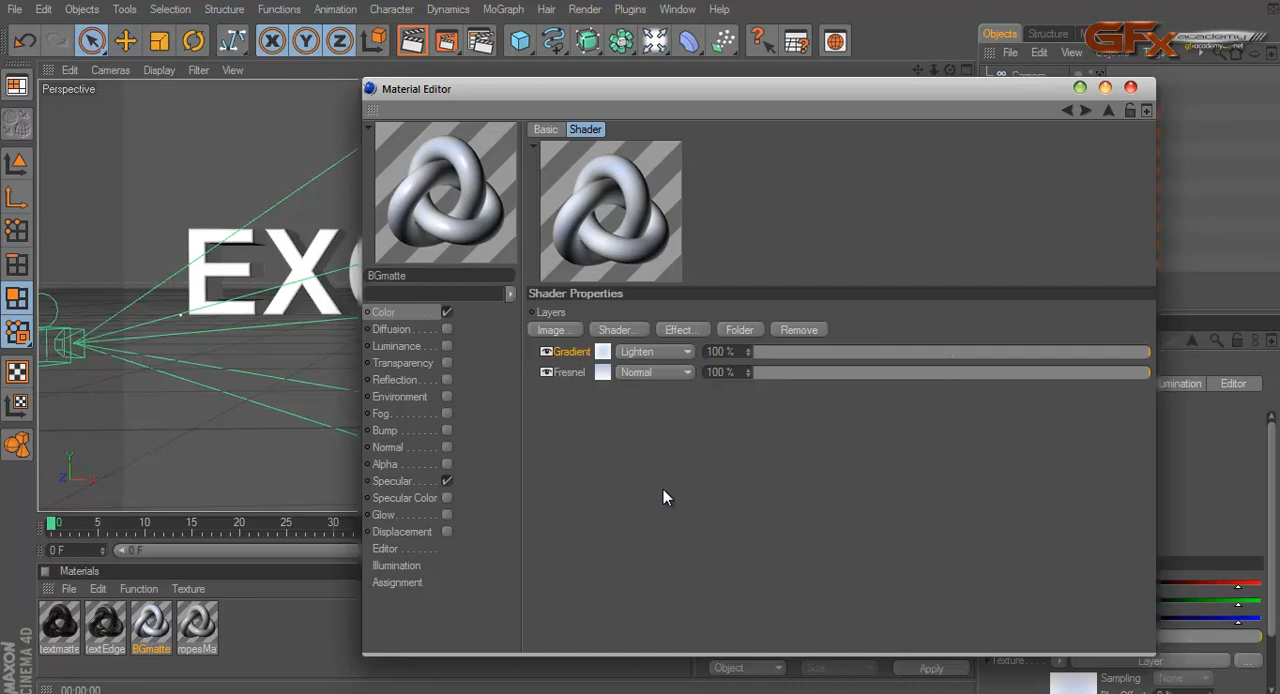 File Edit Objects Tools Selection Structure Functions Animation Character Dynamics MoGraph Hair Render Plugins Window Help
X Y Z
Objects Structure
GFx academy
gfxacademy.net
Edit Cameras Display Filter View
File Edit View
Perspective
Material Editor
Basic Shader
EX
BGmatte
Shader Properties
Color
Layers
Diffusion
Image... Shader... Effect... Folder Remove
Luminance
Gradient Lighten 100 %
Transparency
Fresnel Normal 100 %
Reflection
Environment
Fog
Bump
Normal
Alpha
Specular
Specular Color
Glow
Displacement
Editor
Illumination
Assignment
umination Editor
Y
Z X
0 5 10 15 20 25 30
0 F 0 F
Materials
File Edit Function Texture
textmatte textEdge BGmatte ropesMa
Object Size Apply
Texture Layer
Sampling None
00:00:00
MAXON
CINEMA 4D